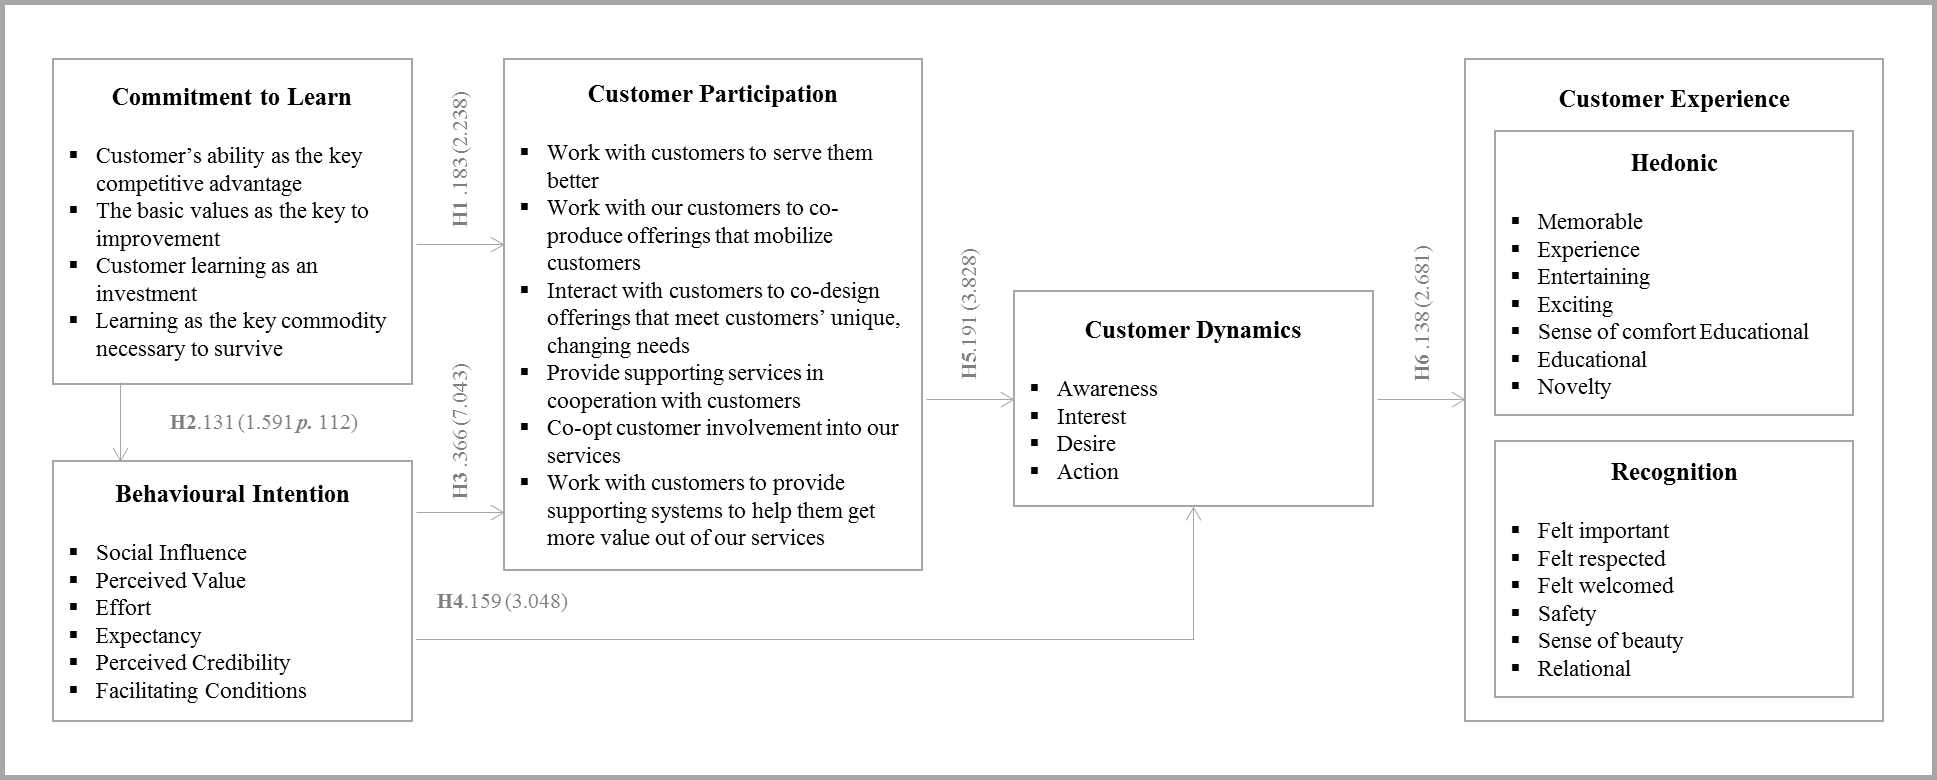 Commitment to Learn
▪ Customer’s ability as the key
competitive advantage
▪ The basic values as the key to
improvement
▪ Customer learning as an
investment
▪ Learning as the key commodity
necessary to survive
H1 .183 (2.238)
H2.131 (1.591 p. 112)
Behavioural Intention
▪ Social Influence
▪ Perceived Value
▪ Effort
▪ Expectancy
▪ Perceived Credibility
▪ Facilitating Conditions
H3 .366 (7.043)
H4.159 (3.048)
Customer Participation
▪ Work with customers to serve them
better
▪ Work with our customers to co-
produce offerings that mobilize
customers
▪ Interact with customers to co-design
offerings that meet customers’ unique,
changing needs
▪ Provide supporting services in
cooperation with customers
▪ Co-opt customer involvement into our
services
▪ Work with customers to provide
supporting systems to help them get
more value out of our services
H5.191 (3.828)
Customer Dynamics
▪ Awareness
▪ Interest
▪ Desire
▪ Action
H6 .138 (2.681)
Customer Experience
Hedonic
▪ Memorable
▪ Experience
▪ Entertaining
▪ Exciting
▪ Sense of comfort Educational
▪ Educational
▪ Novelty
Recognition
▪ Felt important
▪ Felt respected
▪ Felt welcomed
▪ Safety
▪ Sense of beauty
▪ Relational